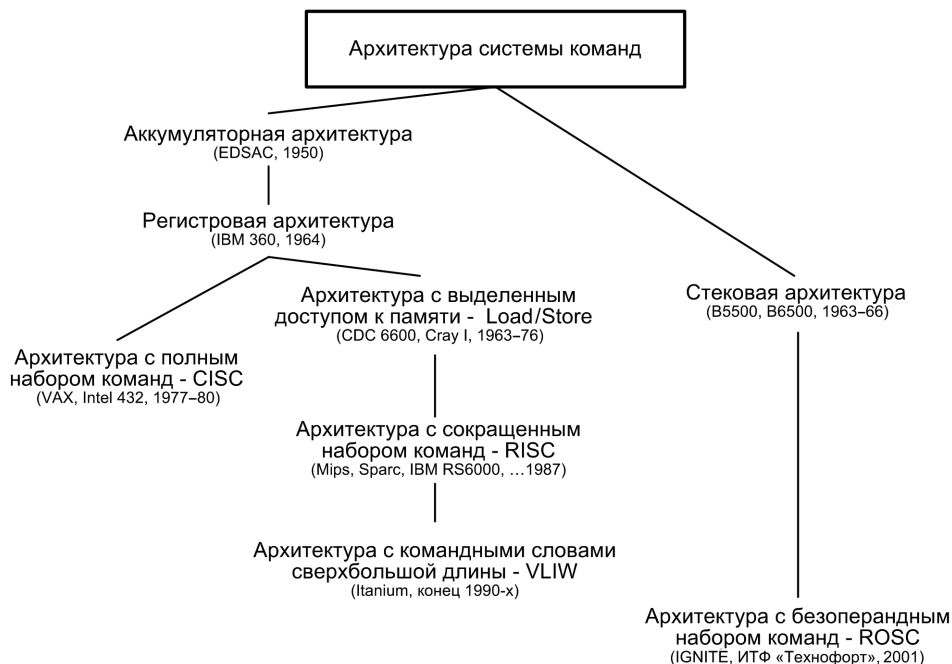 Архитектура системы команд
Аккумуляторная архитектура
(EDSAC, 1950)
Регистровая архитектура
(IBM 360, 1964)
Архитектура с выделенным
доступом к памяти - Load/Store
(CDC 6600, Cray I, 1963–76)
Стековая архитектура
(B5500, B6500, 1963–66)
Архитектура с полным
набором команд - CISC
(VAX, Intel 432, 1977–80)
Архитектура с сокращенным
набором команд - RISC
(Mips, Sparc, IBM RS6000, …1987)
Архитектура с командными словами
сверхбольшой длины - VLIW
(Itanium, конец 1990-х)
Архитектура с безоперандным
набором команд - ROSC
(IGNITE, ИТФ «Технофорт», 2001)